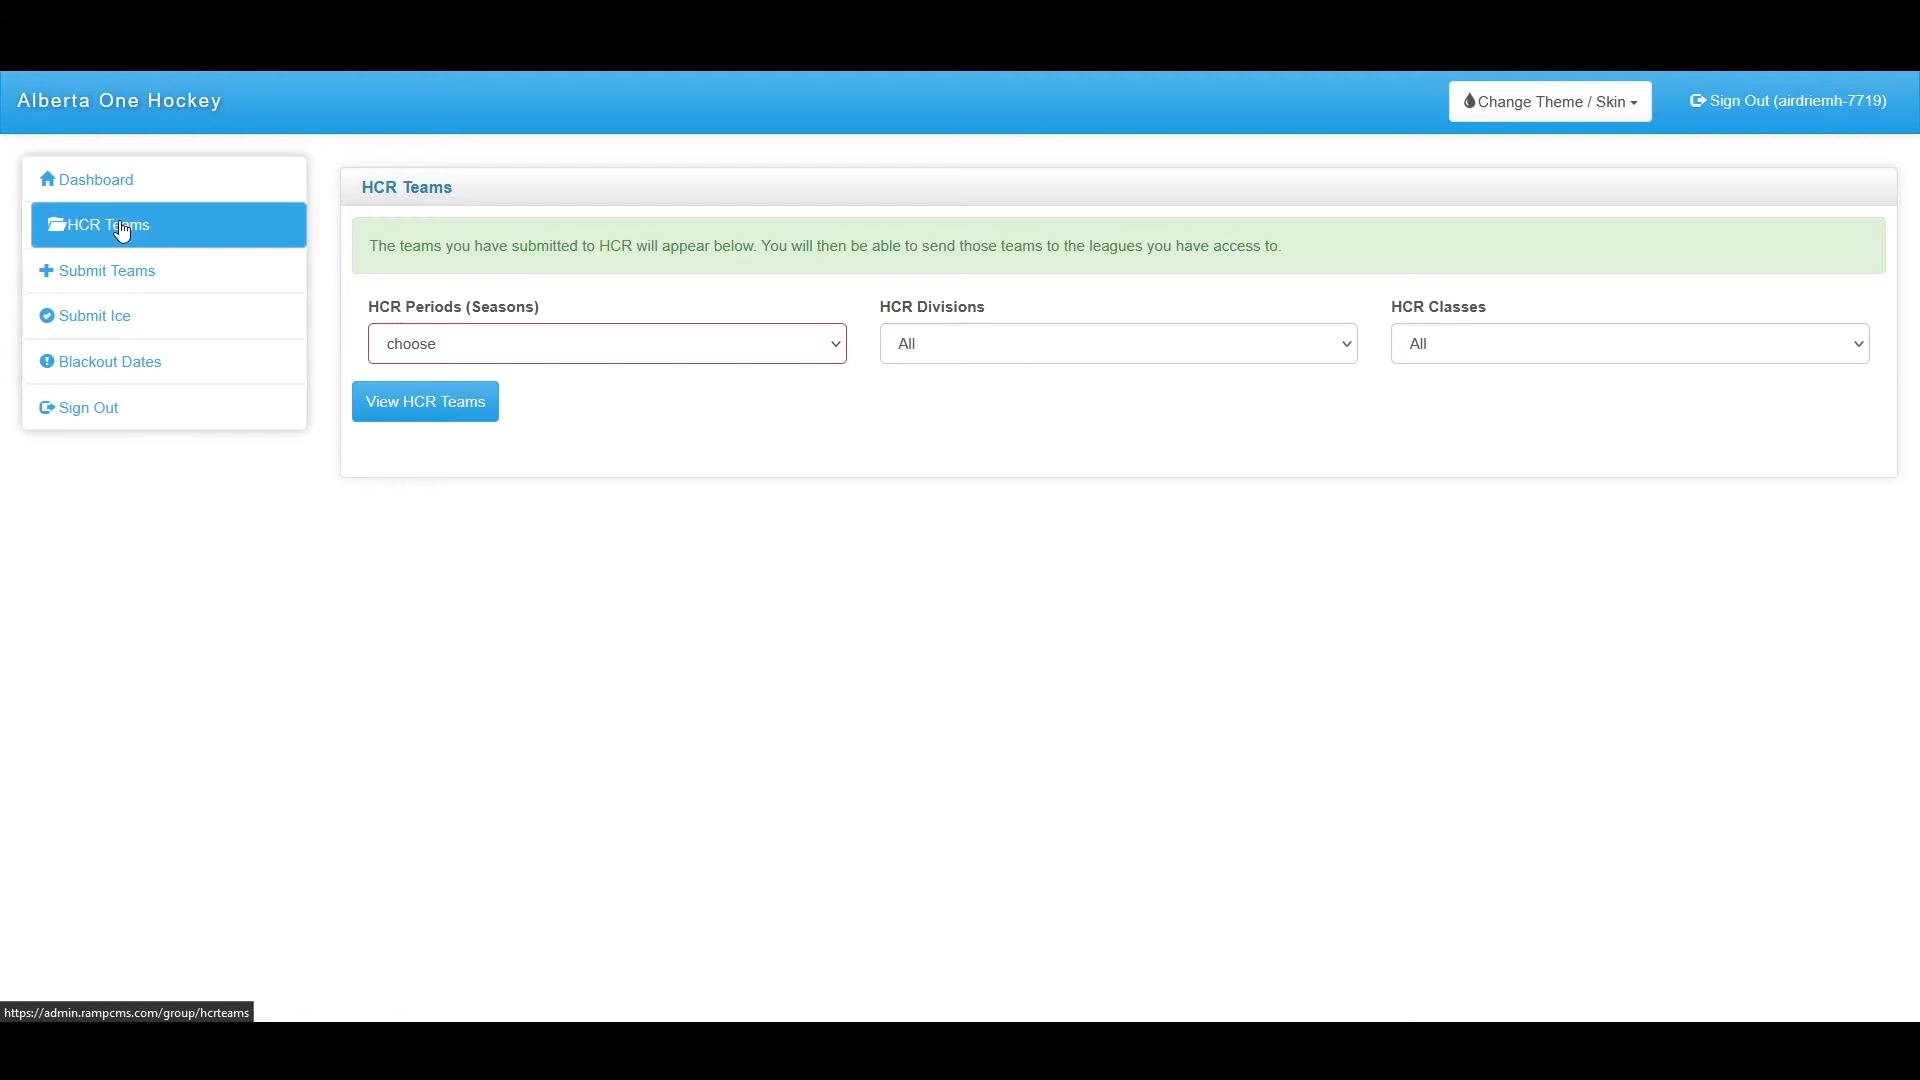 Alberta One Hockey
Change Theme / Skin
Sign Out (airdriemh-7719)
Dashboard
HCR Teams
Submit Teams
Submit Ice
Blackout Dates
Sign Out
HCR Teams
The teams you have submitted to HCR will appear below. You will then be able to send those teams to the leagues you have access to.
HCR Periods (Seasons)
HCR Divisions
HCR Classes
choose
All
All
View HCR Teams
https://admin.rampcms.com/group/hcrteams